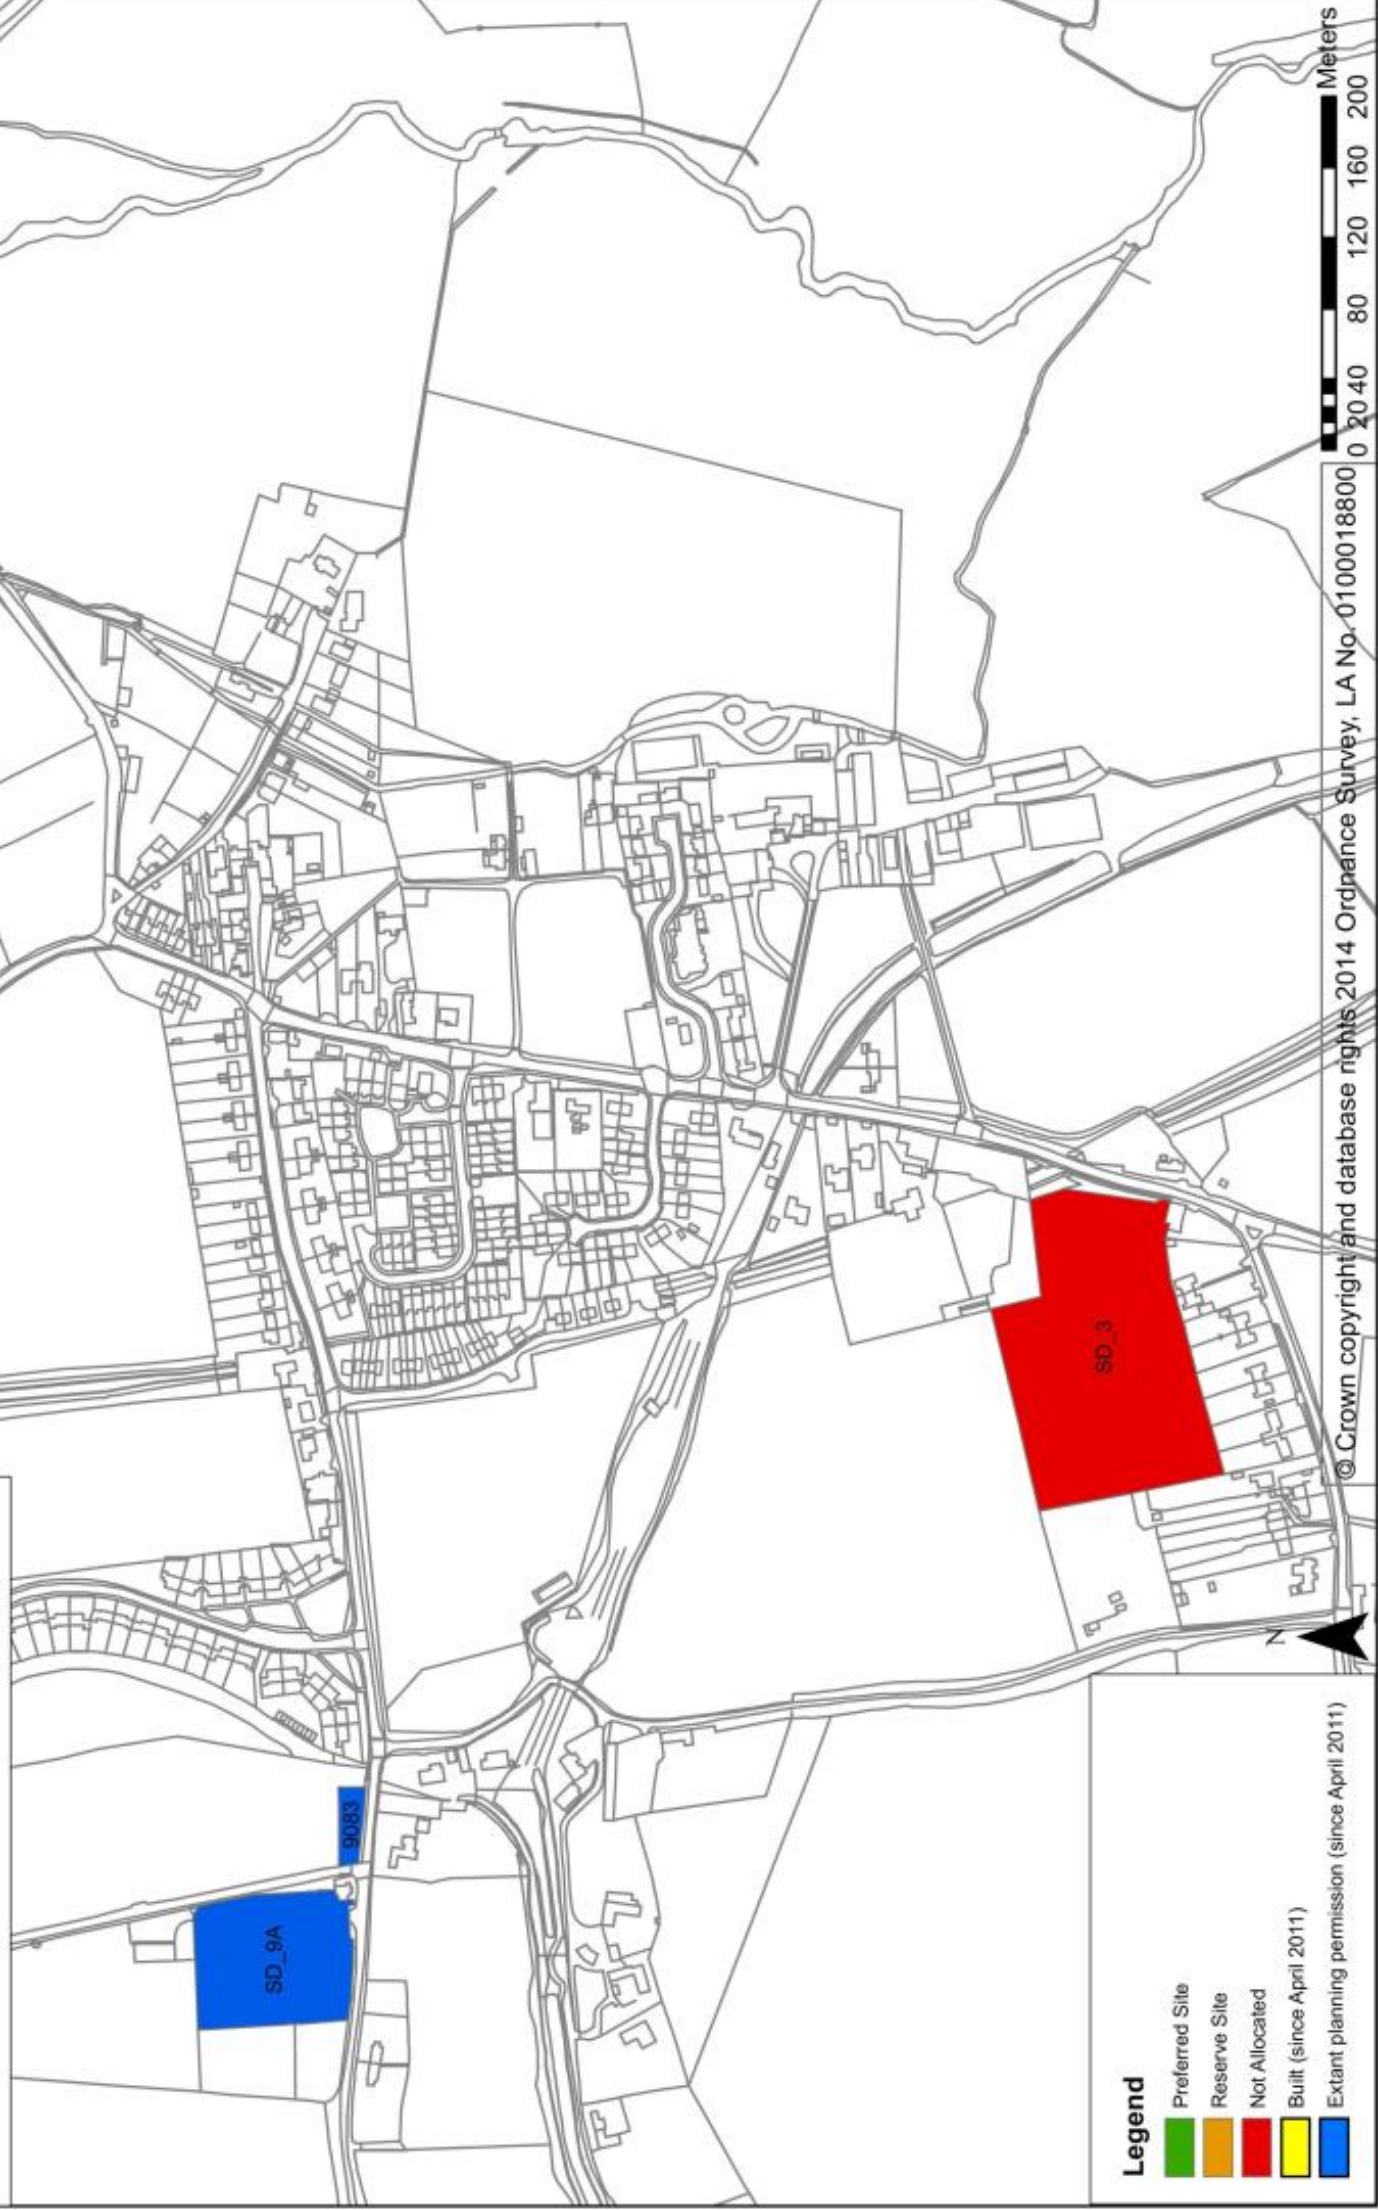 SD_9A
9083
SD_3
Legend
Preferred Site
Reserve Site
Not Allocated
Built (since April 2011)
Extant planning permission (since April 2011)
N
© Crown copyright and database rights 2014 Ordnance Survey, LA No. 0100018800
0 20 40 80 120 160 200
Meters